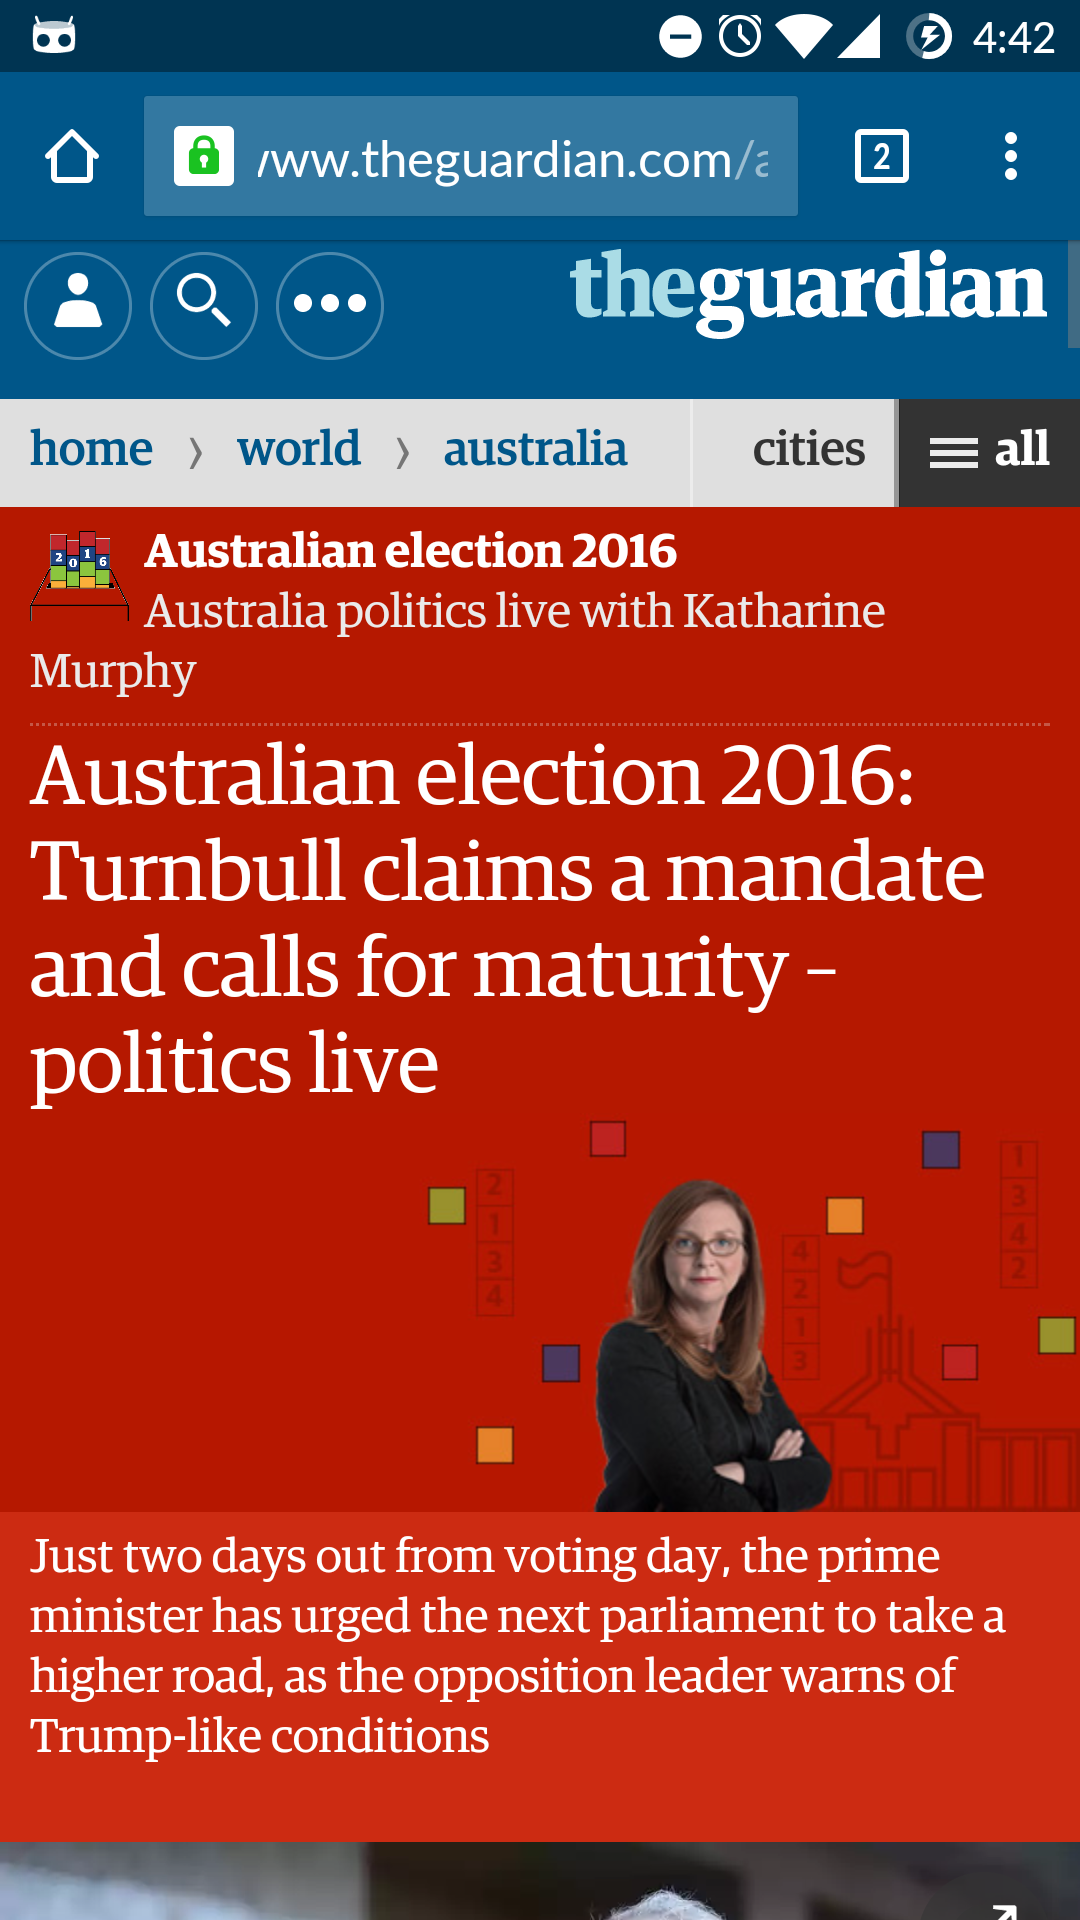 4:42
www.theguardian.com/a
2
theguardian
home › world › australia
cities
all
2 0 1 6
Australian election 2016
Australia politics live with Katharine
Murphy
Australian election 2016:
Turnbull claims a mandate
and calls for maturity –
politics live
2
1
3
4
4
2
1
3
1
3
4
2
Just two days out from voting day, the prime
minister has urged the next parliament to take a
higher road, as the opposition leader warns of
Trump-like conditions